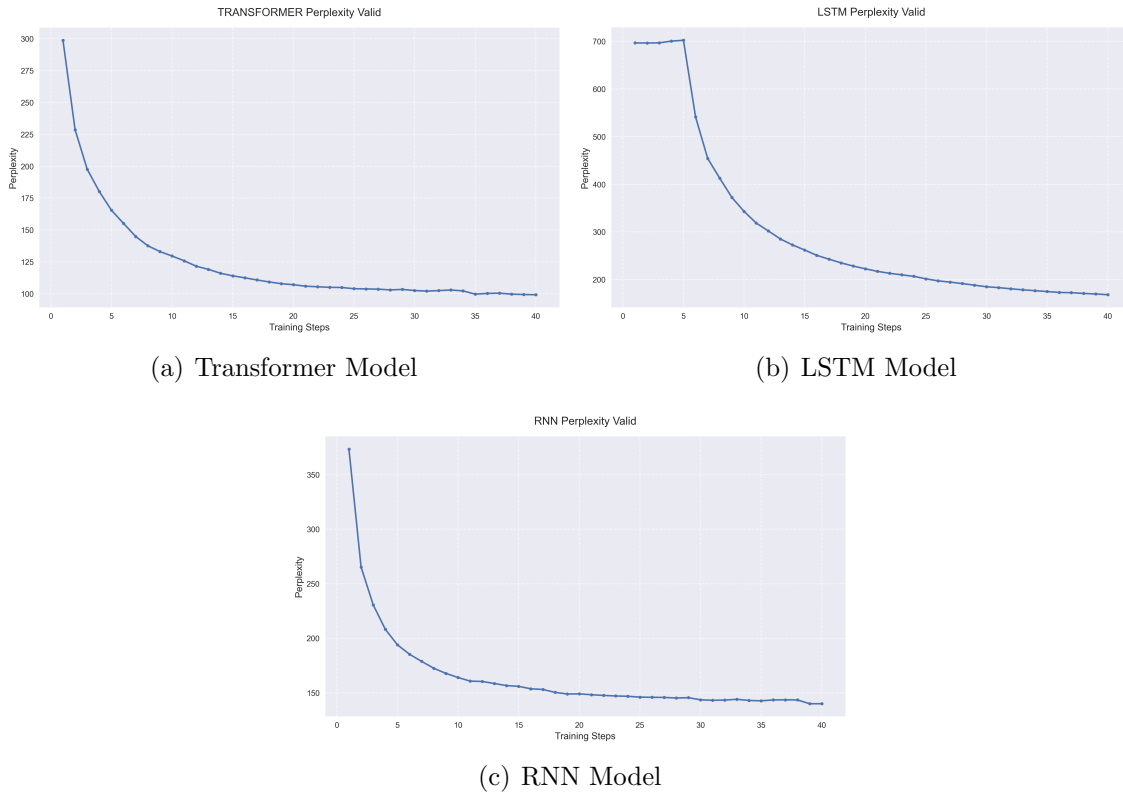 TRANSFORMER Perplexity Valid
300
275
250
225
200
175
150
125
100
Perplexity
0 5 10 15 20 25 30 35 40
Training Steps
(a) Transformer Model
LSTM Perplexity Valid
700
600
500
400
300
200
Perplexity
0 5 10 15 20 25 30 35 40
Training Steps
(b) LSTM Model
RNN Perplexity Valid
350
300
250
200
150
Perplexity
0 5 10 15 20 25 30 35 40
Training Steps
(c) RNN Model